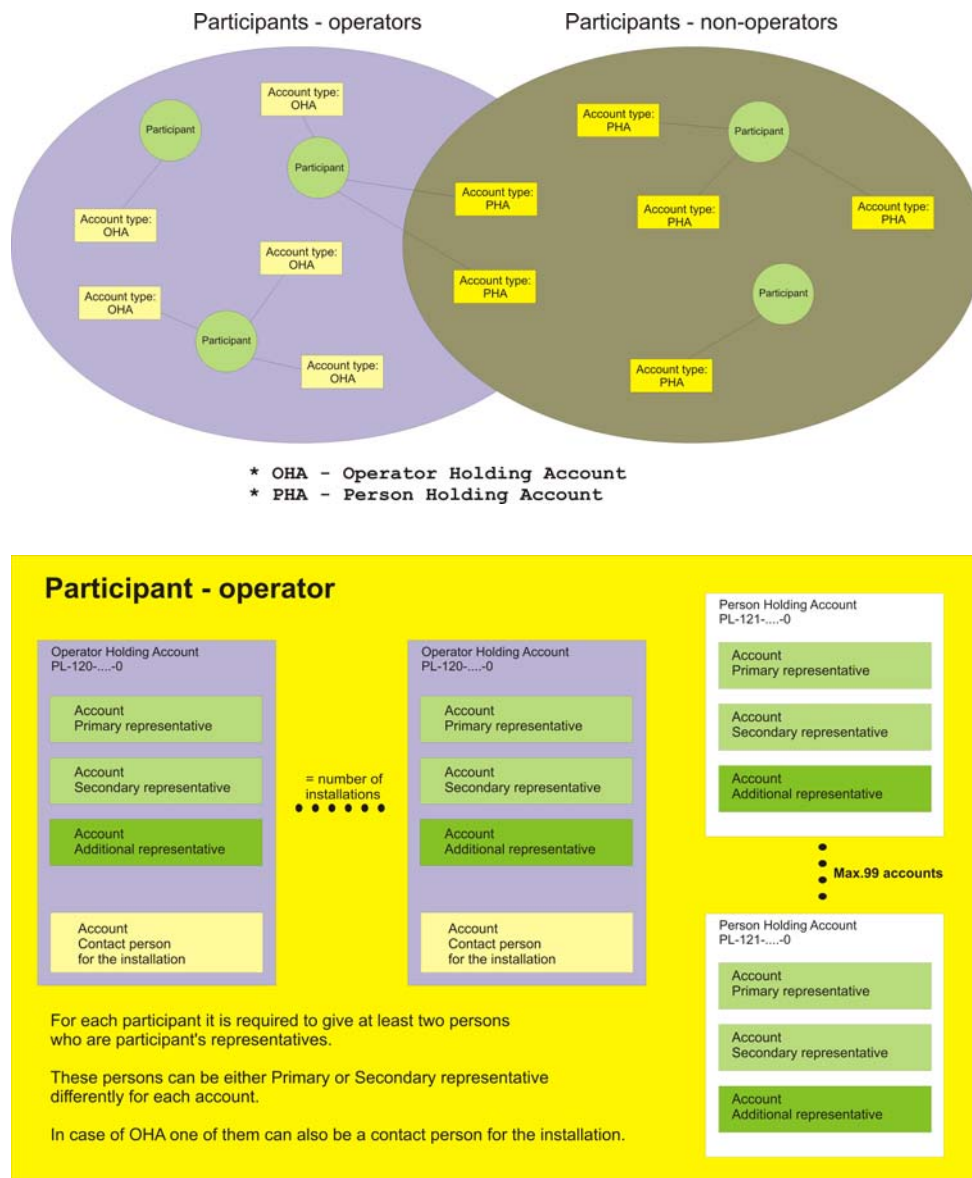 Participants - operators
Participants - non-operators
Account type:
OHA
Participant
Account type:
OHA
Participant
Account type:
OHA
Account type:
OHA
Account type:
OHA
Participant
Account type:
OHA
Account type:
PHA
Account type:
PHA
Account type:
PHA
Participant
Account type:
PHA
Account type:
PHA
Participant
Account type:
PHA
* OHA - Operator Holding Account
* PHA - Person Holding Account
Participant - operator
Operator Holding Account
PL-120-....-0
Account
Primary representative
Account
Secondary representative
Account
Additional representative
Account
Contact person
for the installation
= number of
installations
Operator Holding Account
PL-120-....-0
Account
Primary representative
Account
Secondary representative
Account
Additional representative
Account
Contact person
for the installation
Person Holding Account
PL-121-....-0
Account
Primary representative
Account
Secondary representative
Account
Additional representative
Max.99 accounts
Person Holding Account
PL-121-....-0
Account
Primary representative
Account
Secondary representative
Account
Additional representative
For each participant it is required to give at least two persons
who are participant's representatives.
These persons can be either Primary or Secondary representative
differently for each account.
In case of OHA one of them can also be a contact person for the installation.